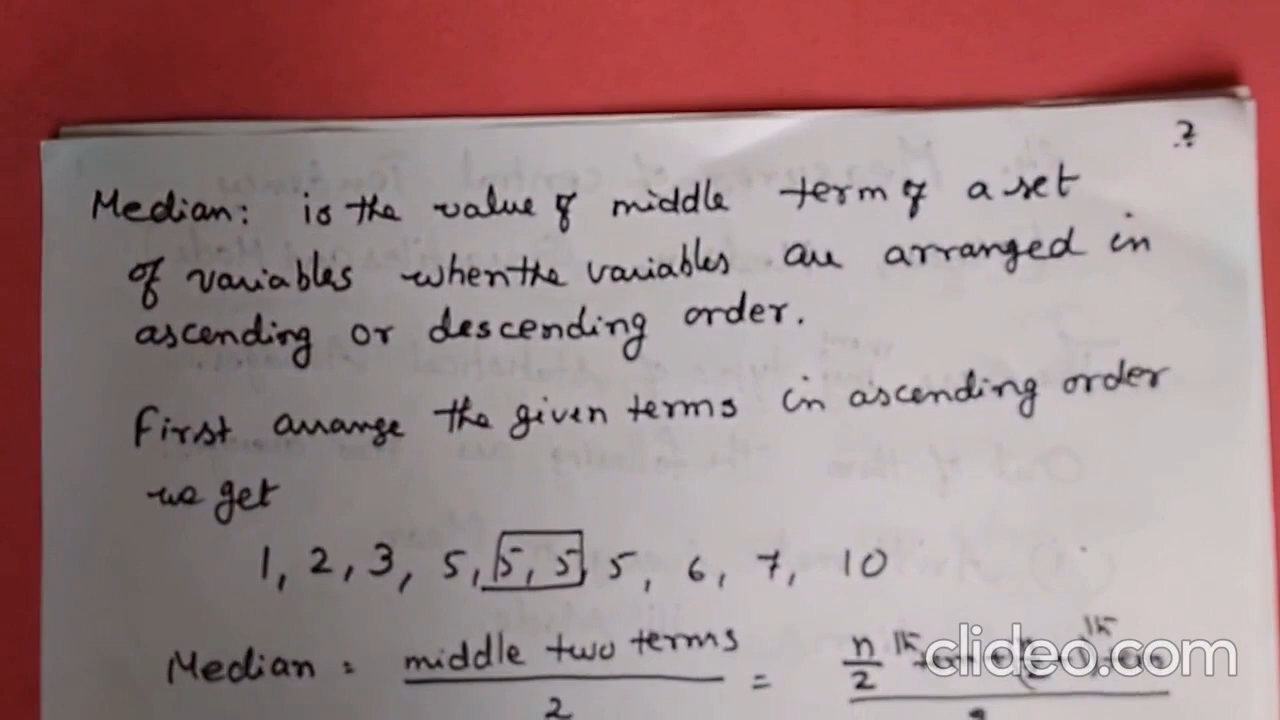 2
Median: is the value of middle term of a set
of variables when the variables are arranged in
ascending or descending order.
First arrange the given terms in ascending order
we get
1, 2, 3, 5, 5, 5, 5, 6, 7, 10
Median = middle two terms / 2 = n/2 th
clideo.com